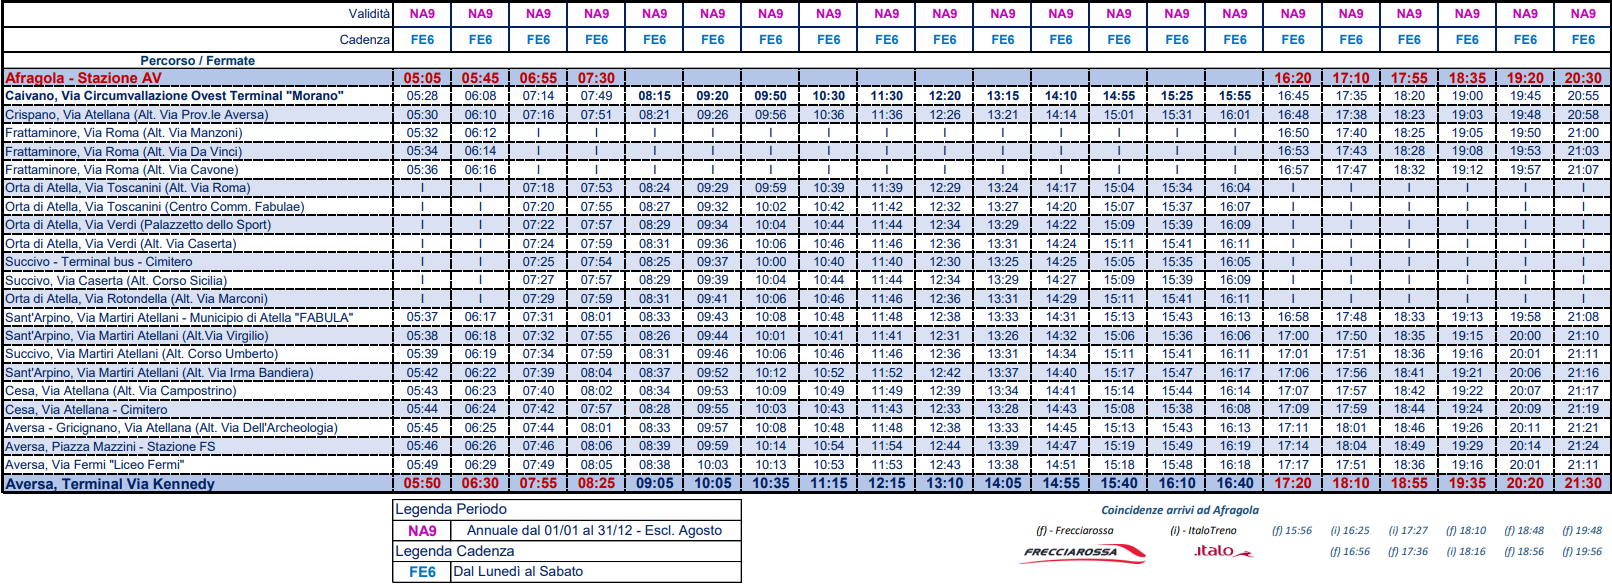 Validità NA9 NA9 NA9 NA9 NA9 NA9 NA9 NA9 NA9 NA9 NA9 NA9 NA9 NA9 NA9 NA9 NA9 NA9 NA9 NA9 NA9
Cadenza FE6 FE6 FE6 FE6 FE6 FE6 FE6 FE6 FE6 FE6 FE6 FE6 FE6 FE6 FE6 FE6 FE6 FE6 FE6 FE6 FE6
Percorso / Fermate
Afragola - Stazione AV 05:05 05:45 06:55 07:30 16:20 17:10 17:55 18:35 19:20 20:30
Caivano, Via Circumvallazione Ovest Terminal "Morano" 05:28 06:08 07:14 07:49 08:15 09:20 09:50 10:30 11:30 12:20 13:15 14:10 14:55 15:25 15:55 16:45 17:35 18:20 19:00 19:45 20:55
Crispano, Via Atellana (Alt. Via Prov.le Aversa) 05:30 06:10 07:16 07:51 08:21 09:26 09:56 10:36 11:36 12:26 13:21 14:14 15:01 15:31 16:01 16:48 17:38 18:23 19:03 19:48 20:58
Frattaminore, Via Roma (Alt. Via Manzoni) 05:32 06:12 I I I I I I I I I I I I I 16:50 17:40 18:25 19:05 19:50 21:00
Frattaminore, Via Roma (Alt. Via Da Vinci) 05:34 06:14 I I I I I I I I I I I I I 16:53 17:43 18:28 19:08 19:53 21:03
Frattaminore, Via Roma (Alt. Via Cavone) 05:36 06:16 I I I I I I I I I I I I I 16:57 17:47 18:32 19:12 19:57 21:07
Orta di Atella, Via Toscanini (Alt. Via Roma) I I 07:18 07:53 08:24 09:29 09:59 10:39 11:39 12:29 13:24 14:17 15:04 15:34 16:04 I I I I I I
Orta di Atella, Via Toscanini (Centro Comm. Fabulae) I I 07:20 07:55 08:27 09:32 10:02 10:42 11:42 12:32 13:27 14:20 15:07 15:37 16:07 I I I I I I
Orta di Atella, Via Verdi (Palazzetto dello Sport) I I 07:22 07:57 08:29 09:34 10:04 10:44 11:44 12:34 13:29 14:22 15:09 15:39 16:09 I I I I I I
Orta di Atella, Via Verdi (Alt. Via Caserta) I I 07:24 07:59 08:31 09:36 10:06 10:46 11:46 12:36 13:31 14:24 15:11 15:41 16:11 I I I I I I
Succivo - Terminal bus - Cimitero I I 07:25 07:54 08:25 09:37 10:00 10:40 11:40 12:30 13:25 14:25 15:05 15:35 16:05 I I I I I I
Succivo, Via Caserta (Alt. Corso Sicilia) I I 07:27 07:57 08:29 09:39 10:04 10:44 11:44 12:34 13:29 14:27 15:09 15:39 16:09 I I I I I I
Orta di Atella, Via Rotondella (Alt. Via Marconi) I I 07:29 07:59 08:31 09:41 10:06 10:46 11:46 12:36 13:31 14:29 15:11 15:41 16:11 I I I I I I
Sant'Arpino, Via Martiri Atellani - Municipio di Atella "FABULA" 05:37 06:17 07:31 08:01 08:33 09:43 10:08 10:48 11:48 12:38 13:33 14:31 15:13 15:43 16:13 16:58 17:48 18:33 19:13 19:58 21:08
Sant'Arpino, Via Martiri Atellani (Alt.Via Virgilio) 05:38 06:18 07:32 07:55 08:26 09:44 10:01 10:41 11:41 12:31 13:26 14:32 15:06 15:36 16:06 17:00 17:50 18:35 19:15 20:00 21:10
Succivo, Via Martiri Atellani (Alt. Corso Umberto) 05:39 06:19 07:34 07:59 08:31 09:46 10:06 10:46 11:46 12:36 13:31 14:34 15:11 15:41 16:11 17:01 17:51 18:36 19:16 20:01 21:11
Sant'Arpino, Via Martiri Atellani (Alt. Via Irma Bandiera) 05:42 06:22 07:39 08:04 08:37 09:52 10:12 10:52 11:52 12:42 13:37 14:40 15:17 15:47 16:17 17:06 17:56 18:41 19:21 20:06 21:16
Cesa, Via Atellana (Alt. Via Campostrino) 05:43 06:23 07:40 08:02 08:34 09:53 10:09 10:49 11:49 12:39 13:34 14:41 15:14 15:44 16:14 17:07 17:57 18:42 19:22 20:07 21:17
Cesa, Via Atellana - Cimitero 05:44 06:24 07:42 07:57 08:28 09:55 10:03 10:43 11:43 12:33 13:28 14:43 15:08 15:38 16:08 17:09 17:59 18:44 19:24 20:09 21:19
Aversa - Gricignano, Via Atellana (Alt. Via Dell'Archeologia) 05:45 06:25 07:44 08:01 08:33 09:57 10:08 10:48 11:48 12:38 13:33 14:45 15:13 15:43 16:13 17:11 18:01 18:46 19:26 20:11 21:21
Aversa, Piazza Mazzini - Stazione FS 05:46 06:26 07:46 08:06 08:39 09:59 10:14 10:54 11:54 12:44 13:39 14:47 15:19 15:49 16:19 17:14 18:04 18:49 19:29 20:14 21:24
Aversa, Via Fermi "Liceo Fermi" 05:49 06:29 07:49 08:05 08:38 10:03 10:13 10:53 11:53 12:43 13:38 14:51 15:18 15:48 16:18 17:17 17:51 18:36 19:16 20:01 21:11
Aversa, Terminal Via Kennedy 05:50 06:30 07:55 08:25 09:05 10:05 10:35 11:15 12:15 13:10 14:05 14:55 15:40 16:10 16:40 17:20 18:10 18:55 19:35 20:20 21:30
Legenda Periodo
NA9 Annuale dal 01/01 al 31/12 - Escl. Agosto
Legenda Cadenza
FE6 Dal Lunedì al Sabato
Coincidenze arrivi ad Afragola
(f) - Frecciarossa (i) - ItaloTreno (f) 15:56 (i) 16:25 (i) 17:27 (f) 18:10 (f) 18:48 (f) 19:48
FRECCIAROSSA .italo (f) 16:56 (f) 17:36 (i) 18:16 (f) 18:56 (f) 19:56